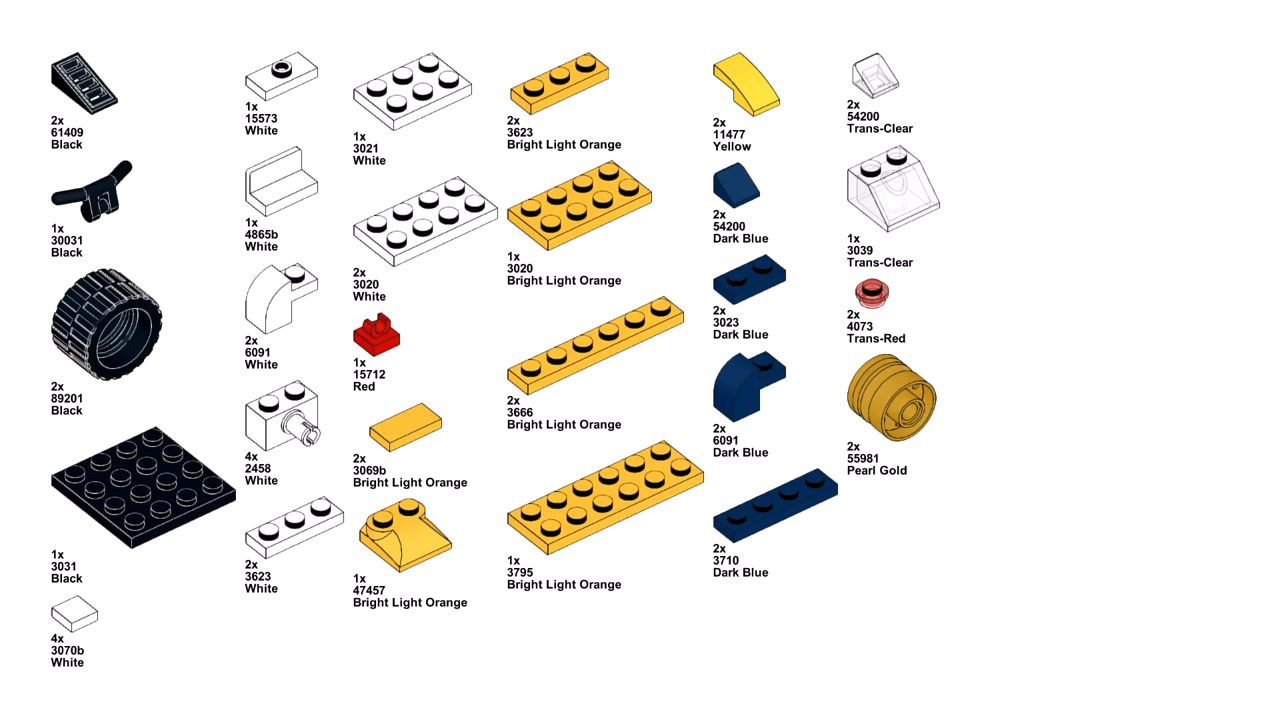 2x
61409
Black
1x
30031
Black
2x
89201
Black
1x
3031
Black
4x
3070b
White
1x
15573
White
1x
4865b
White
2x
6091
White
4x
2458
White
2x
3623
White
1x
3021
White
2x
3020
White
1x
15712
Red
2x
3069b
Bright Light Orange
1x
47457
Bright Light Orange
2x
3623
Bright Light Orange
1x
3020
Bright Light Orange
2x
3666
Bright Light Orange
1x
3795
Bright Light Orange
2x
11477
Yellow
2x
54200
Dark Blue
2x
3023
Dark Blue
2x
6091
Dark Blue
2x
3710
Dark Blue
2x
54200
Trans-Clear
1x
3039
Trans-Clear
2x
4073
Trans-Red
2x
55981
Pearl Gold